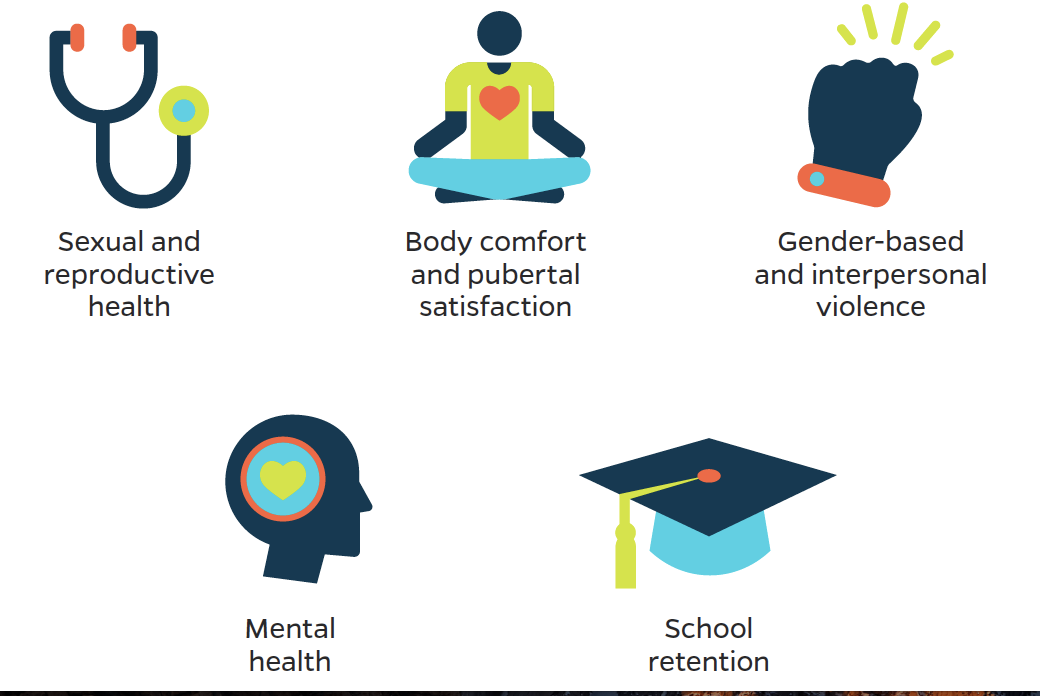 Sexual and
reproductive
health
Body comfort
and pubertal
satisfaction
Gender-based
and interpersonal
violence
Mental
health
School
retention